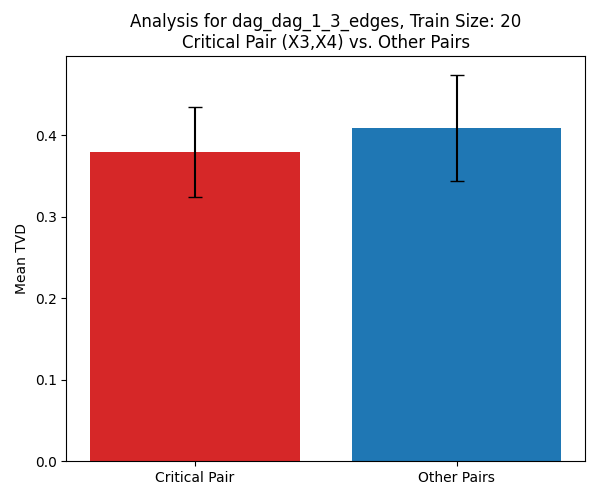 Analysis for dag_dag_1_3_edges, Train Size: 20
Critical Pair (X3,X4) vs. Other Pairs
Mean TVD
0.4
0.3
0.2
0.1
0.0
Critical Pair
Other Pairs